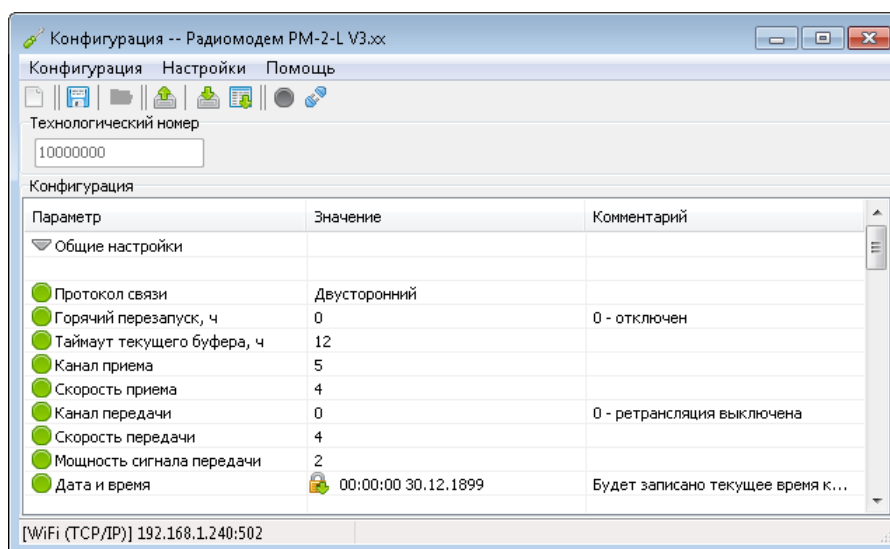 Конфигурация -- Радиомодем РМ-2-L V3.xx
Конфигурация Настройки Помощь
Технологический номер
10000000
Конфигурация
Параметр Значение Комментарий
Общие настройки
Протокол связи Двусторонний
Горячий перезапуск, ч 0 0 - отключен
Таймаут текущего буфера, ч 12
Канал приема 5
Скорость приема 4
Канал передачи 0 0 - ретрансляция выключена
Скорость передачи 4
Мощность сигнала передачи 2
Дата и время 00:00:00 30.12.1899 Будет записано текущее время к...
[WiFi (TCP/IP)] 192.168.1.240:502